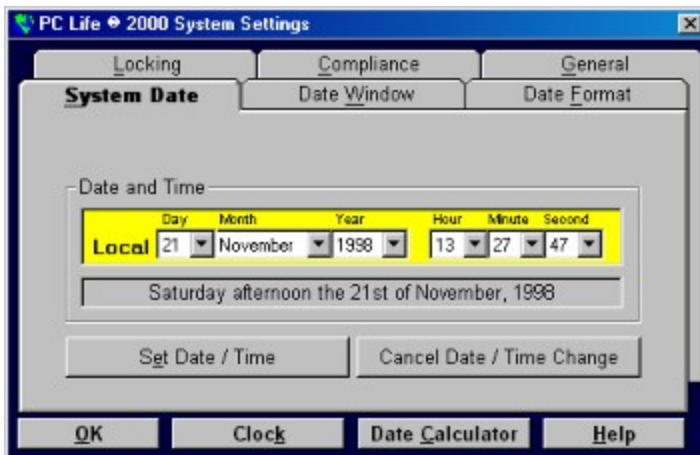 PC Life 2000 System Settings
Locking Compliance General
System Date Date Window Date Format
Date and Time
Day Month Year Hour Minute Second
Local 21 November 1998 13 27 47
Saturday afternoon the 21st of November, 1998
Set Date / Time Cancel Date / Time Change
OK Clock Date Calculator Help